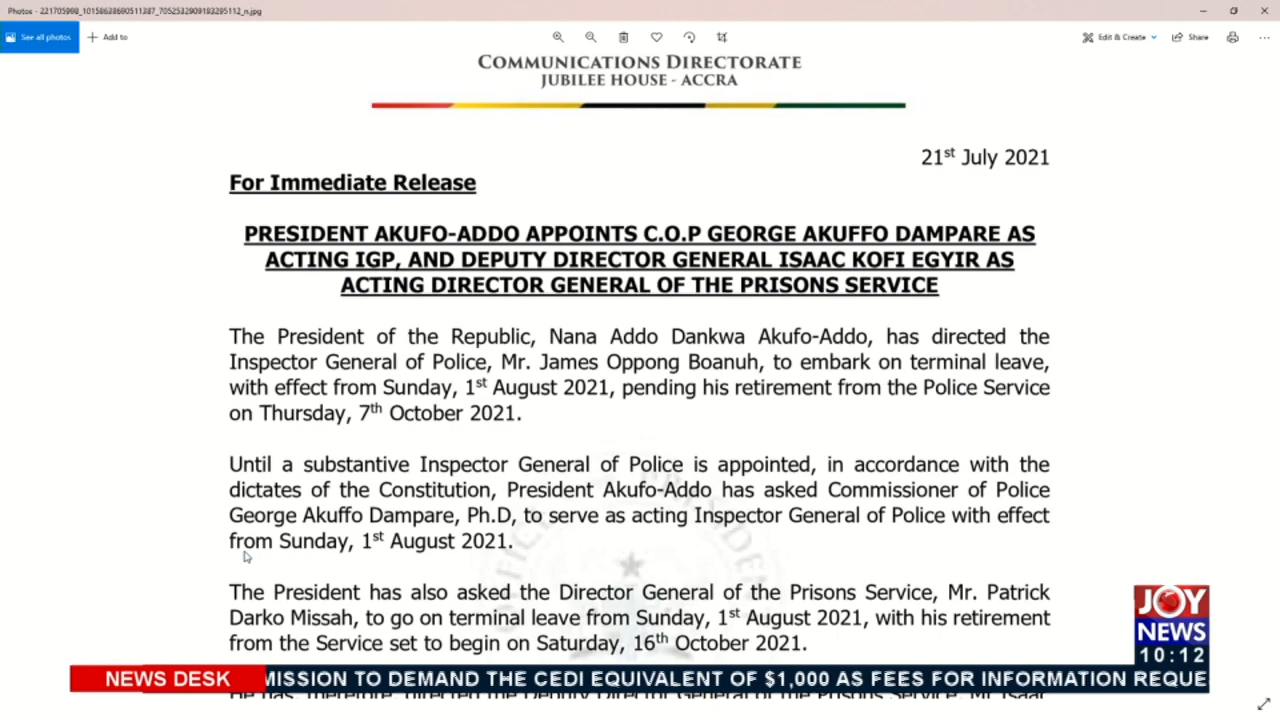 Photos - 221705998_10158638690511387_7052532909183295112_n.jpg
See all photos
Add to
Edit & Create
Share
COMMUNICATIONS DIRECTORATE
JUBILEE HOUSE - ACCRA
21st July 2021
For Immediate Release
PRESIDENT AKUFO-ADDO APPOINTS C.O.P GEORGE AKUFFO DAMPARE AS
ACTING IGP, AND DEPUTY DIRECTOR GENERAL ISAAC KOFI EGYIR AS
ACTING DIRECTOR GENERAL OF THE PRISONS SERVICE
The President of the Republic, Nana Addo Dankwa Akufo-Addo, has directed the
Inspector General of Police, Mr. James Oppong Boanuh, to embark on terminal leave,
with effect from Sunday, 1st August 2021, pending his retirement from the Police Service
on Thursday, 7th October 2021.
Until a substantive Inspector General of Police is appointed, in accordance with the
dictates of the Constitution, President Akufo-Addo has asked Commissioner of Police
George Akuffo Dampare, Ph.D, to serve as acting Inspector General of Police with effect
from Sunday, 1st August 2021.
The President has also asked the Director General of the Prisons Service, Mr. Patrick
Darko Missah, to go on terminal leave from Sunday, 1st August 2021, with his retirement
from the Service set to begin on Saturday, 16th October 2021.
JOY
NEWS
10:12
NEWS DESK
MISSION TO DEMAND THE CEDI EQUIVALENT OF $1,000 AS FEES FOR INFORMATION REQUE